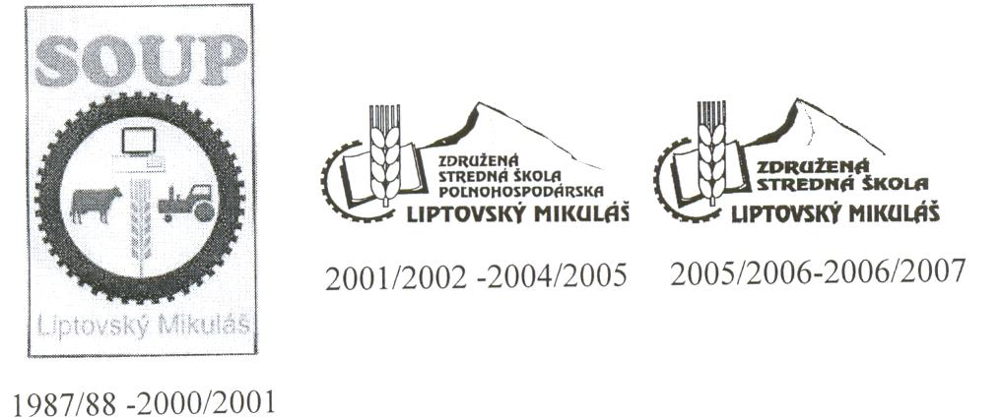 SOUP
Liptovský Mikuláš
1987/88 -2000/2001
ZDRUŽENÁ
STREDNÁ ŠKOLA
POĽNOHOSPODÁRSKA
LIPTOVSKÝ MIKULÁŠ
2001/2002 -2004/2005
ZDRUŽENÁ
STREDNÁ ŠKOLA
LIPTOVSKÝ MIKULÁŠ
2005/2006-2006/2007